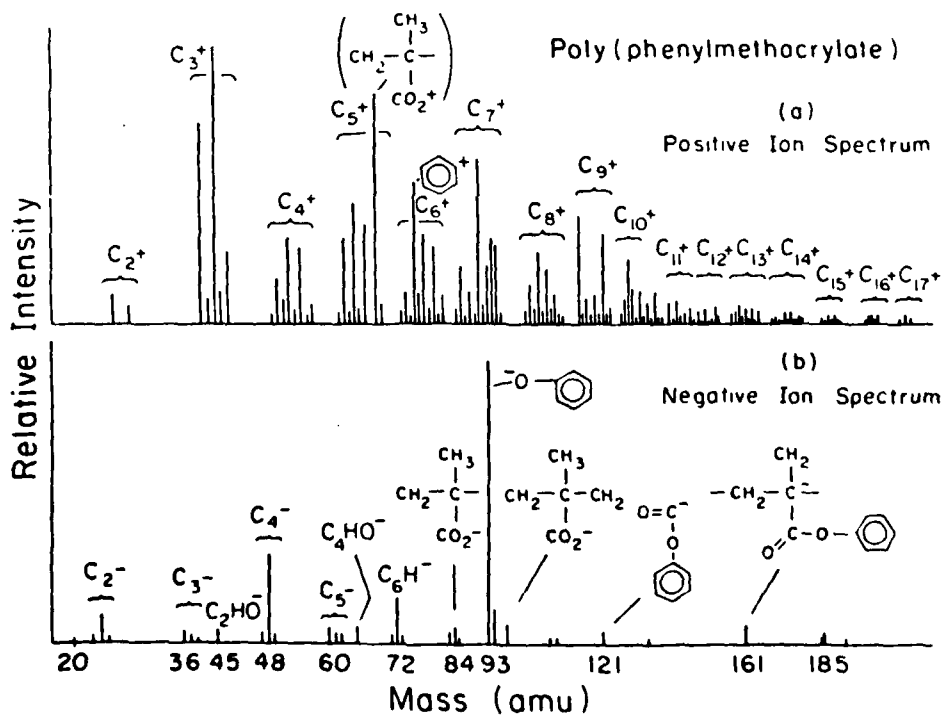 Poly(phenylmethacrylate)
(a)
Positive Ion Spectrum
C₂⁺
C₃⁺
C₄⁺
C₅⁺
CH₃
CH₂—C—
CO₂⁺
+
C₆⁺
C₇⁺
C₈⁺
C₉⁺
C₁₀⁺
C₁₁⁺
C₁₂⁺
C₁₃⁺
C₁₄⁺
C₁₅⁺
C₁₆⁺
C₁₇⁺
Relative Intensity
(b)
Negative Ion Spectrum
C₂⁻
C₃⁻
C₂HO⁻
C₄⁻
C₅⁻
C₄HO⁻
C₆H⁻
CH₃
CH₂—C—
CO₂⁻
⁻O—
CH₃
CH₂—C—CH₂
CO₂⁻
O=C⁻
O
CH₂
—CH₂—C⁻—
O=C—O—
20 36 45 48 60 72 84 93 121 161 185
Mass (amu)